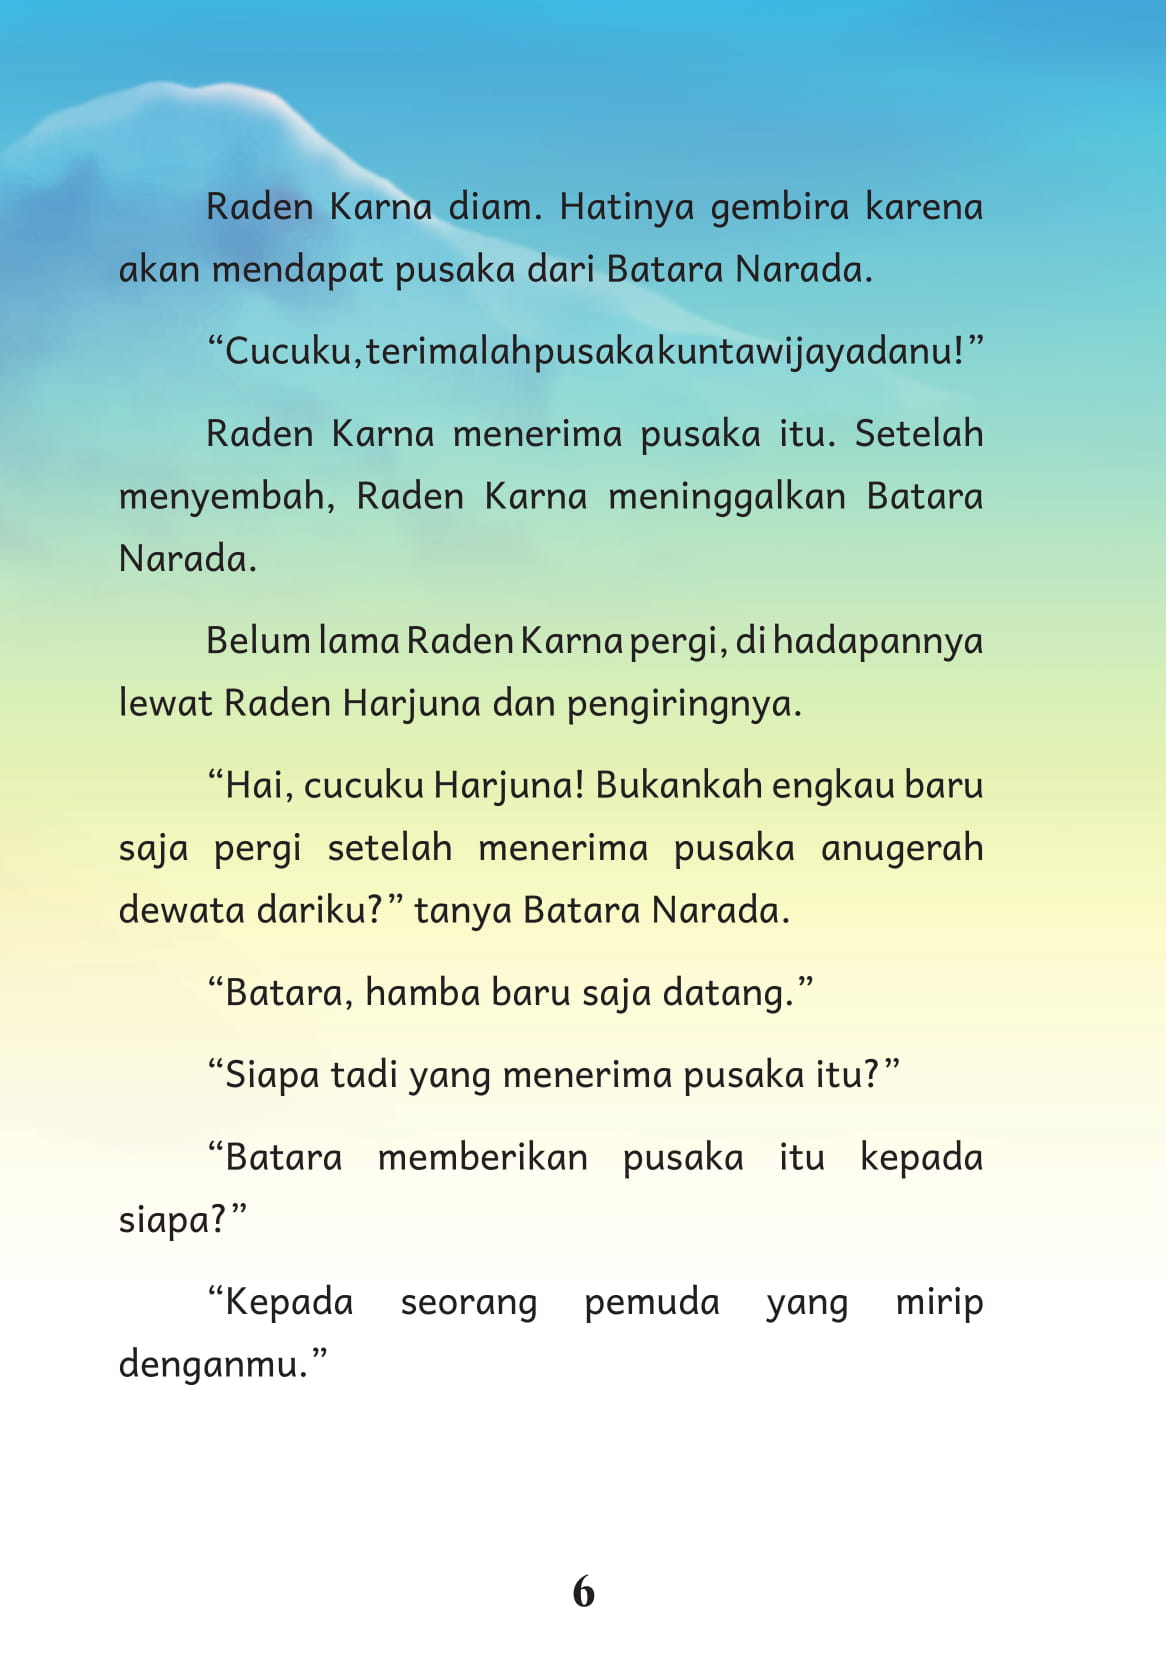 Raden Karna diam. Hatinya gembira karena
akan mendapat pusaka dari Batara Narada.
“Cucuku, terimalah pusaka kuntawijayadanu!”
Raden Karna menerima pusaka itu. Setelah
menyembah, Raden Karna meninggalkan Batara
Narada.
Belum lama Raden Karna pergi, di hadapannya
lewat Raden Harjuna dan pengiringnya.
“Hai, cucuku Harjuna! Bukankah engkau baru
saja pergi setelah menerima pusaka anugerah
dewata dariku?” tanya Batara Narada.
“Batara, hamba baru saja datang.”
“Siapa tadi yang menerima pusaka itu?”
“Batara memberikan pusaka itu kepada
siapa?”
“Kepada seorang pemuda yang mirip
denganmu.”
6